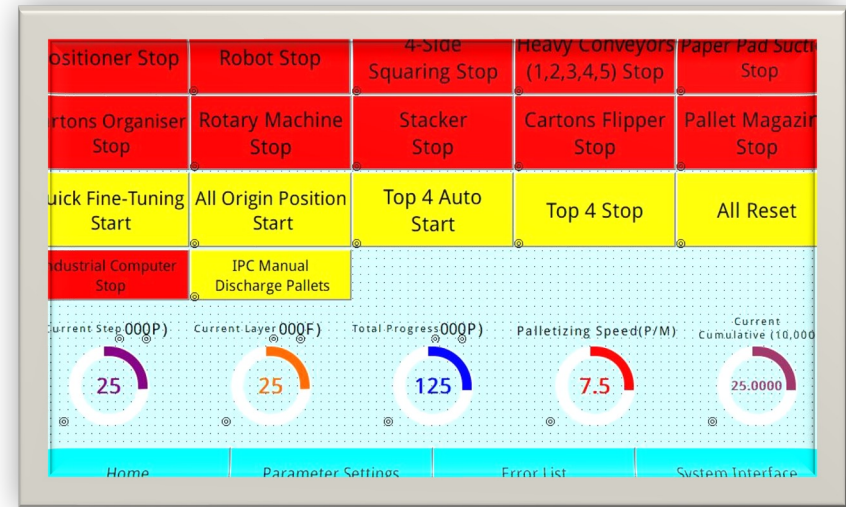 ositioner Stop
Robot Stop
4-Side
Squaring Stop
Heavy Conveyors
(1,2,3,4,5) Stop
Paper Pad Sucti
Stop
rtons Organiser
Stop
Rotary Machine
Stop
Stacker
Stop
Cartons Flipper
Stop
Pallet Magazin
Stop
uick Fine-Tuning
Start
All Origin Position
Start
Top 4 Auto
Start
Top 4 Stop
All Reset
ndustrial Computer
Stop
IPC Manual
Discharge Pallets
Current Step 000P)
Current Layer 000F)
Total Progress 000P)
Palletizing Speed(P/M)
Current
Cumulative (10,000
25
25
125
7.5
25.0000
Home
Parameter Settings
Error List
System Interface